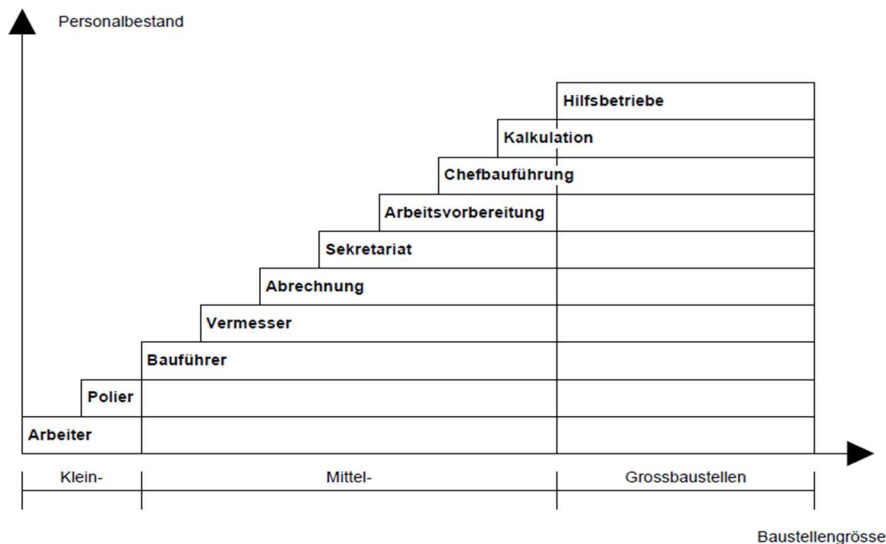 Personalbestand
Hilfsbetriebe
Kalkulation
Chefbauführung
Arbeitsvorbereitung
Sekretariat
Abrechnung
Vermesser
Bauführer
Polier
Arbeiter
Klein- Mittel- Grossbaustellen
Baustellengrösse